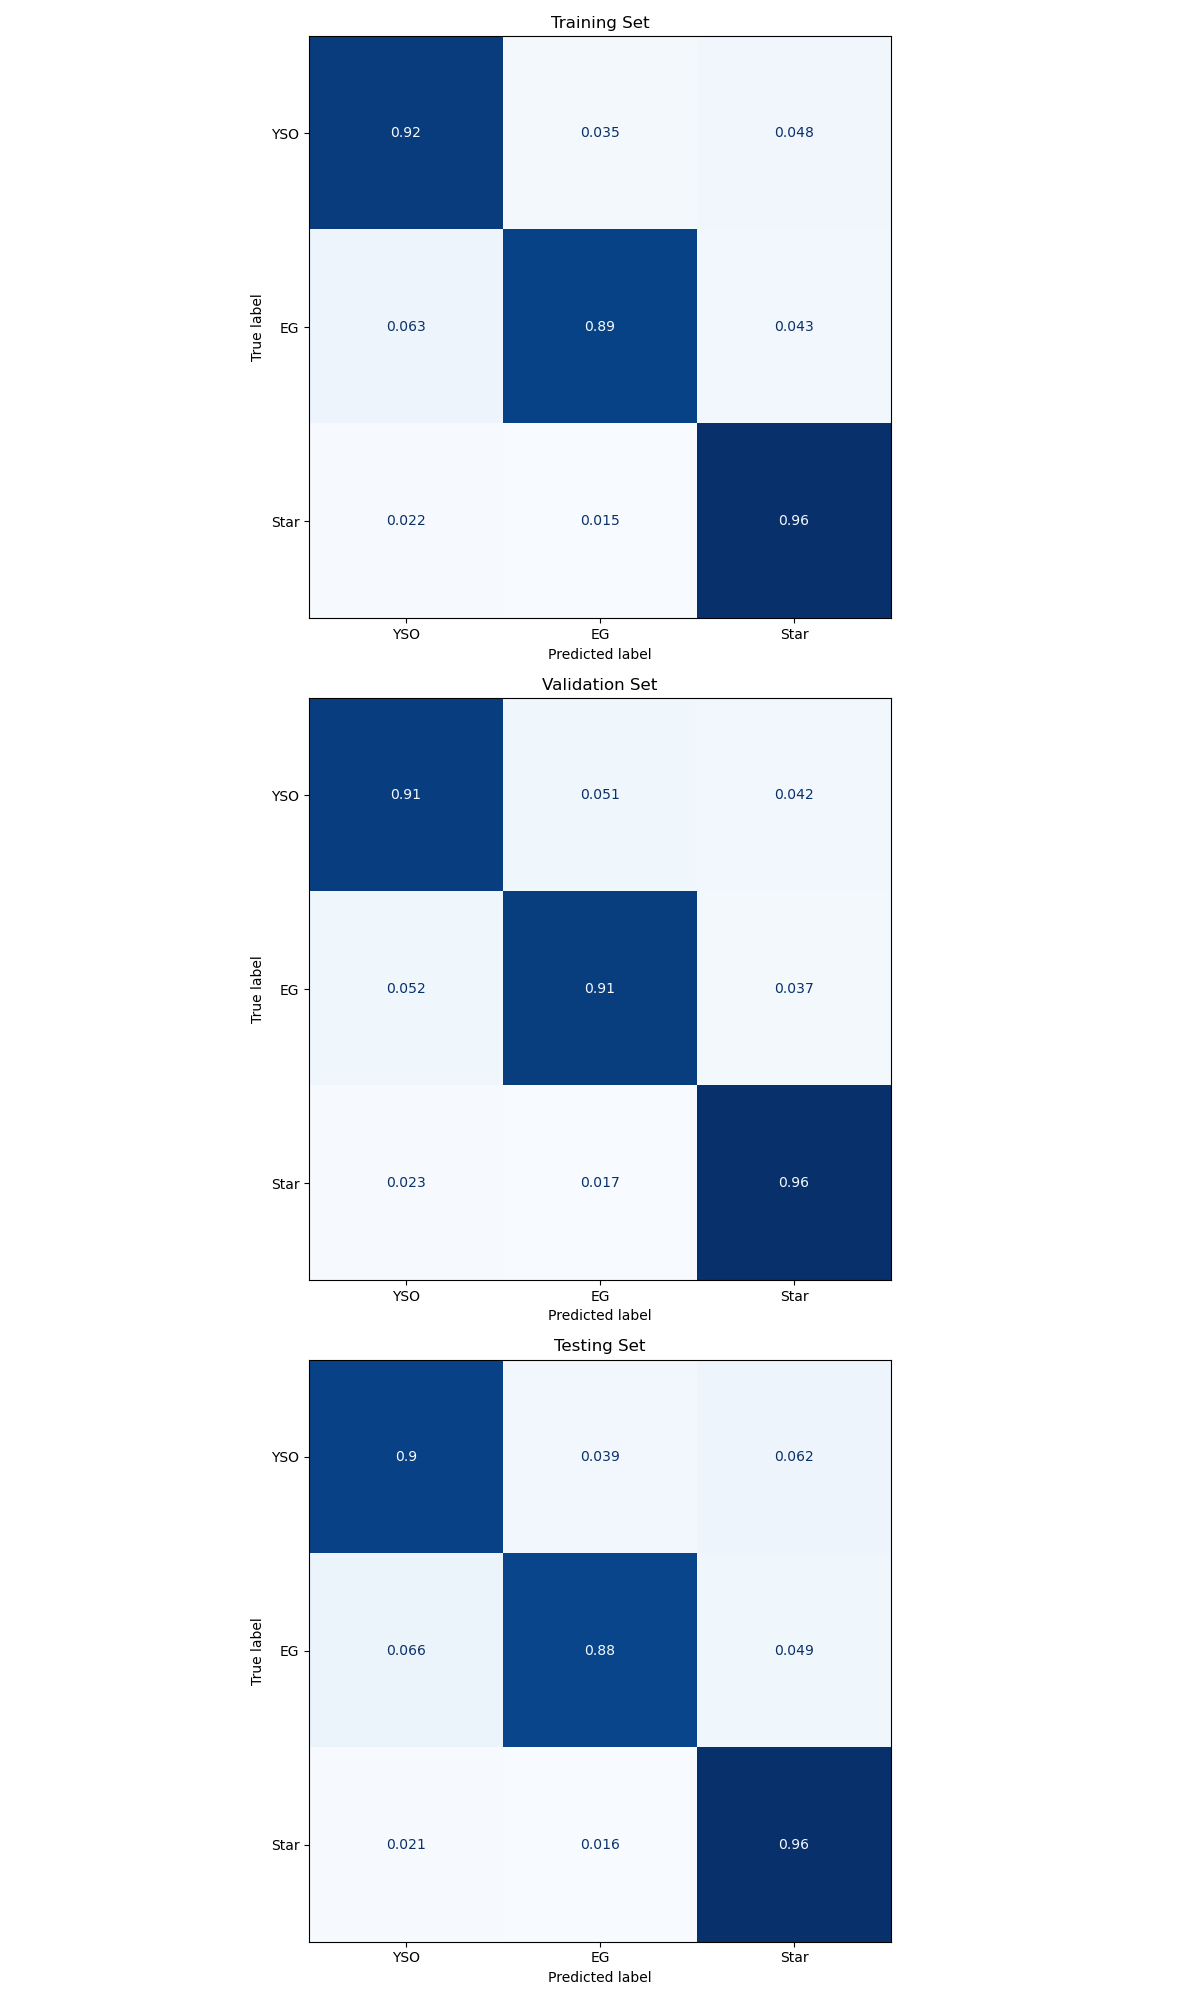 Training Set
YSO 0.92 0.035 0.048
True label
EG 0.063 0.89 0.043
Star 0.022 0.015 0.96
YSO EG Star
Predicted label
Validation Set
YSO 0.91 0.051 0.042
True label
EG 0.052 0.91 0.037
Star 0.023 0.017 0.96
YSO EG Star
Predicted label
Testing Set
YSO 0.9 0.039 0.062
True label
EG 0.066 0.88 0.049
Star 0.021 0.016 0.96
YSO EG Star
Predicted label